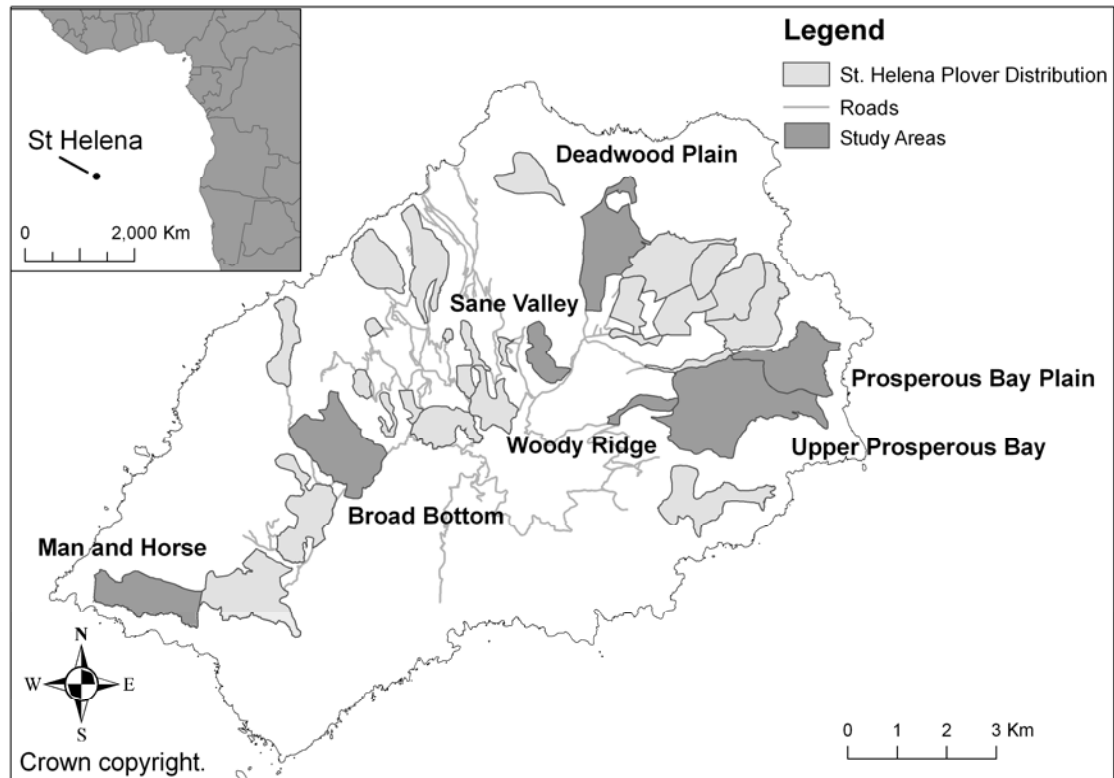 Legend
St. Helena Plover Distribution
Roads
Study Areas
St Helena
0 2,000 Km
Deadwood Plain
Sane Valley
Prosperous Bay Plain
Woody Ridge
Upper Prosperous Bay
Broad Bottom
Man and Horse
N
W E
S
0 1 2 3 Km
Crown copyright.